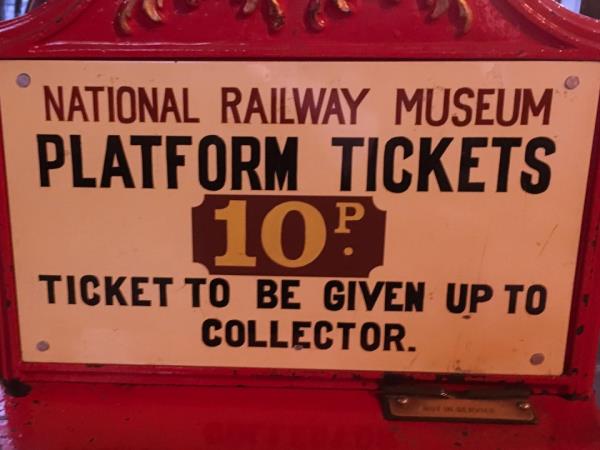 NATIONAL RAILWAY MUSEUM
PLATFORM TICKETS
10P.
TICKET TO BE GIVEN UP TO
COLLECTOR.